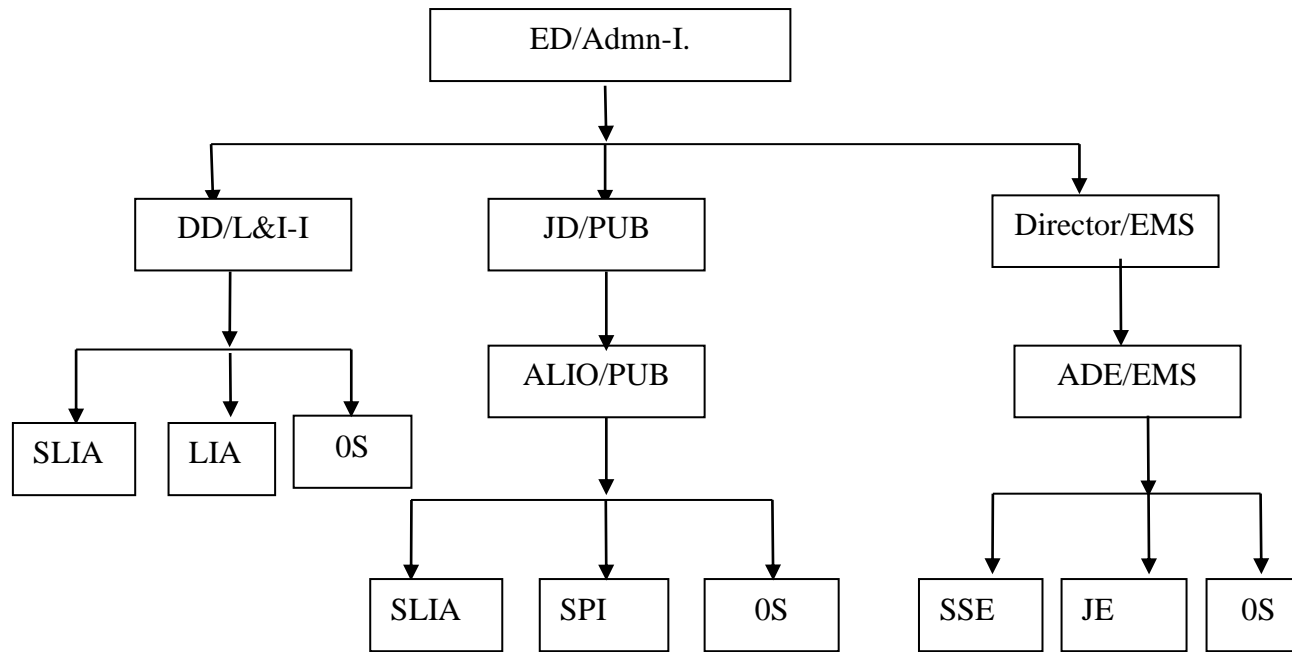 ED/Admn-I.
DD/L&I-I
JD/PUB
Director/EMS
ALIO/PUB
ADE/EMS
SLIA
LIA
0S
SLIA
SPI
0S
SSE
JE
0S